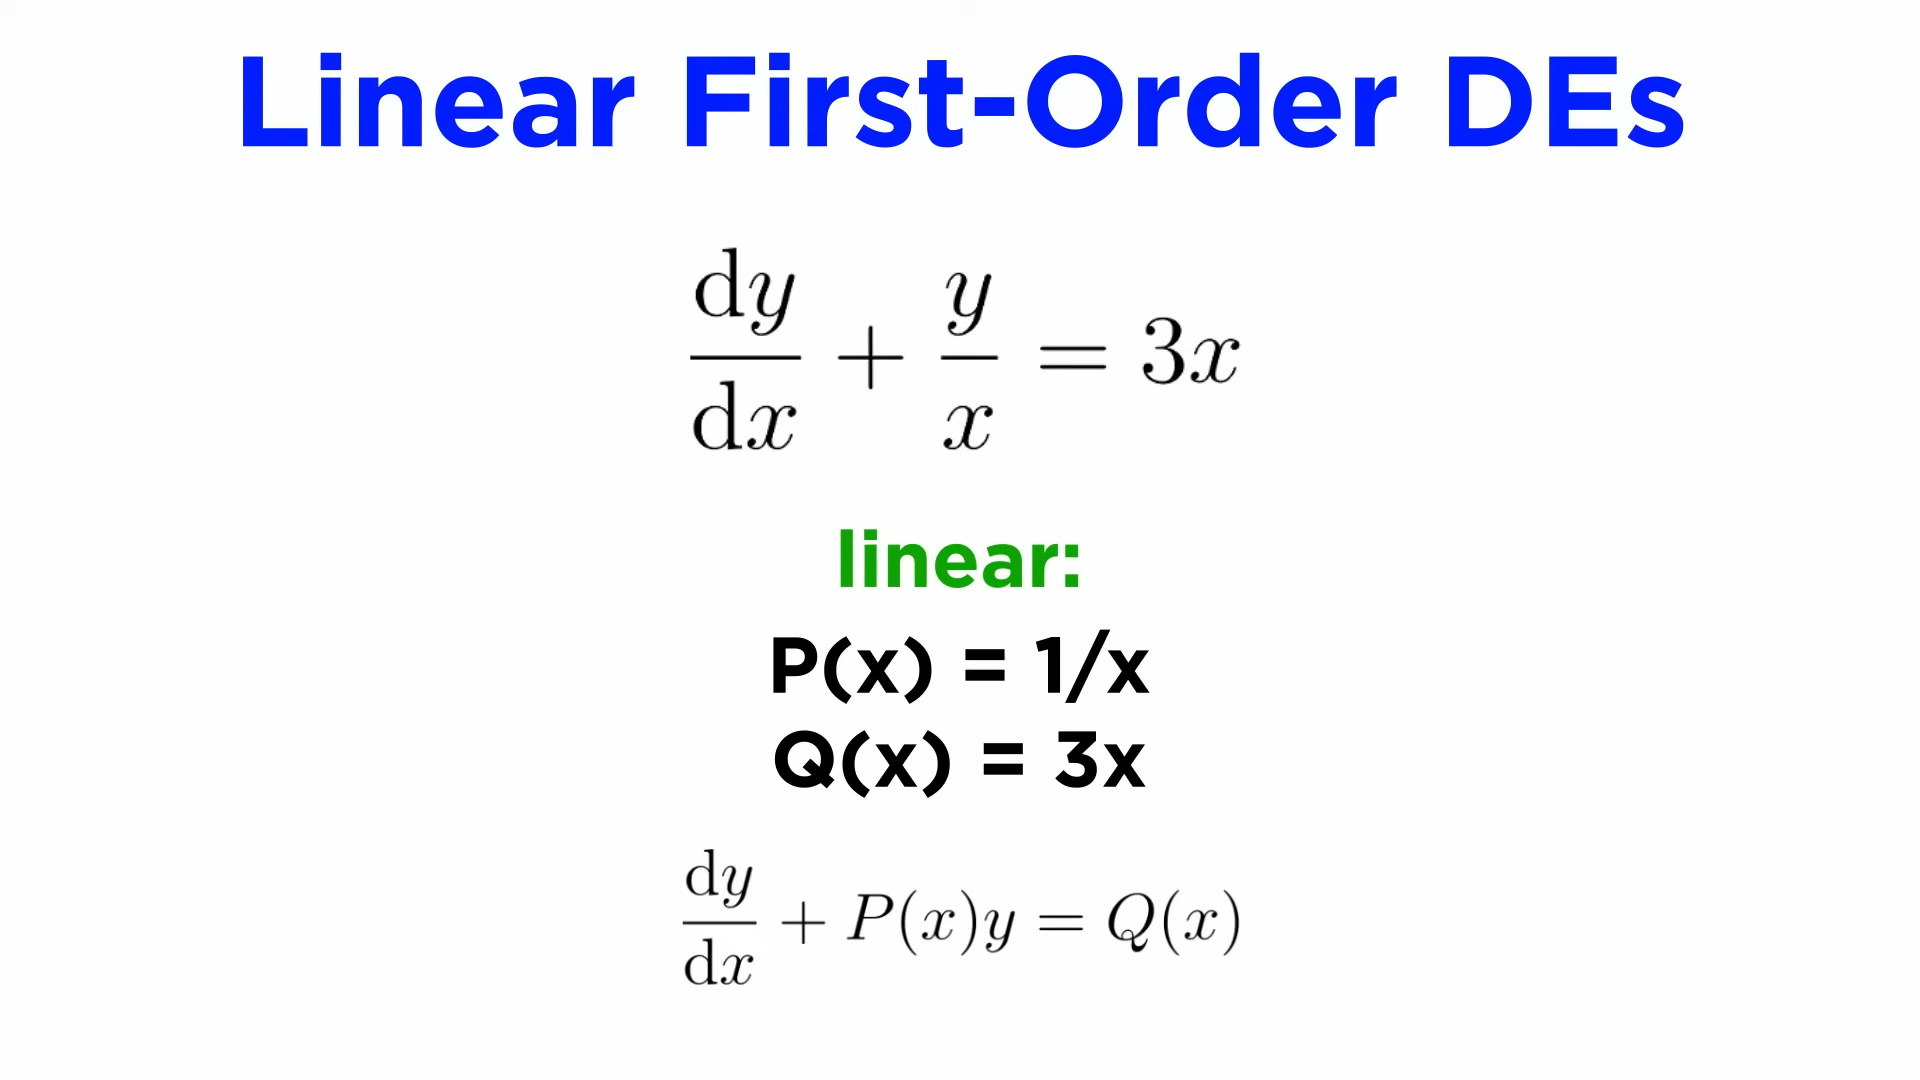 Linear First-Order DEs
dy/dx + y/x = 3x
linear:
P(x) = 1/x
Q(x) = 3x
dy/dx + P(x)y = Q(x)